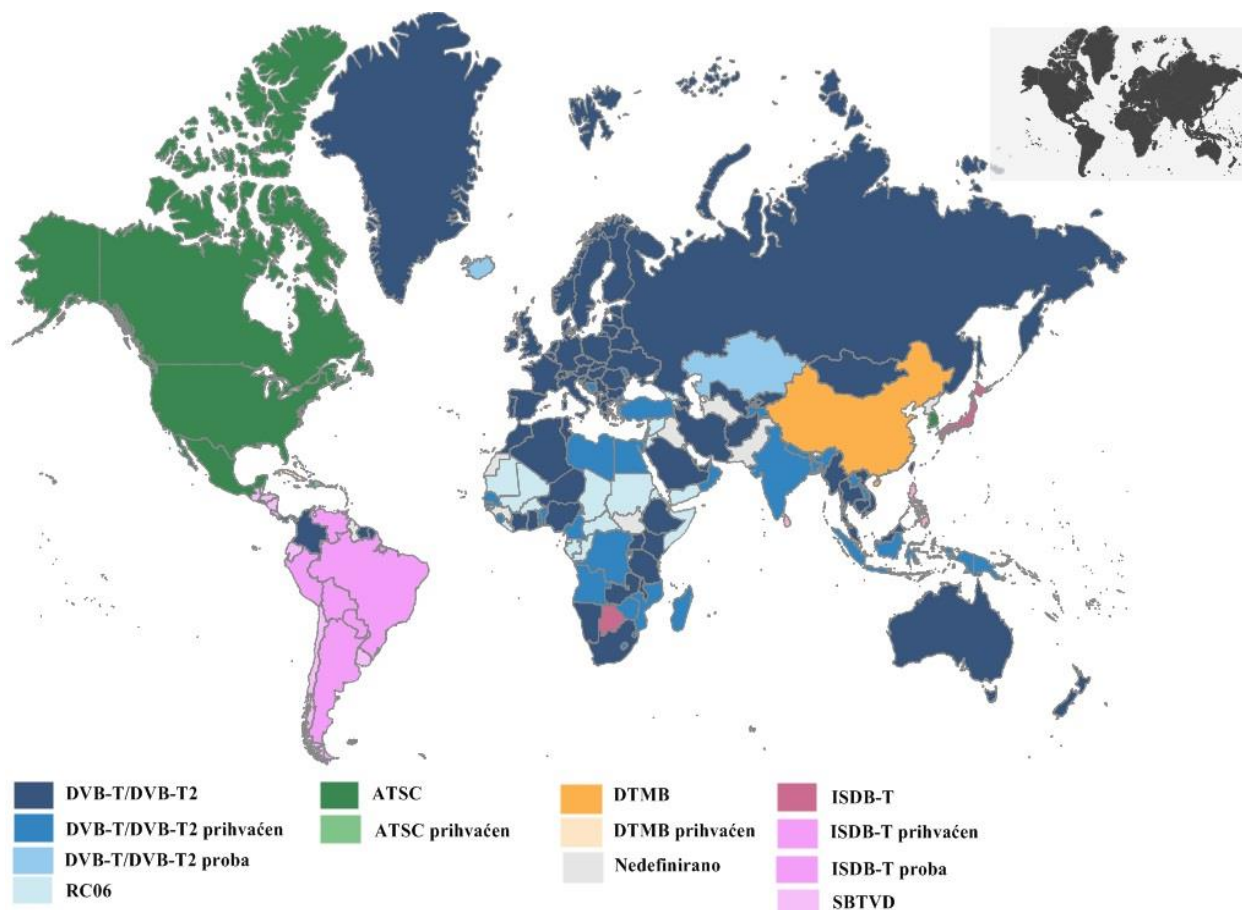 DVB-T/DVB-T2
DVB-T/DVB-T2 prihvaćen
DVB-T/DVB-T2 proba
RC06
ATSC
ATSC prihvaćen
DTMB
DTMB prihvaćen
Nedefinirano
ISDB-T
ISDB-T prihvaćen
ISDB-T proba
SBTVD